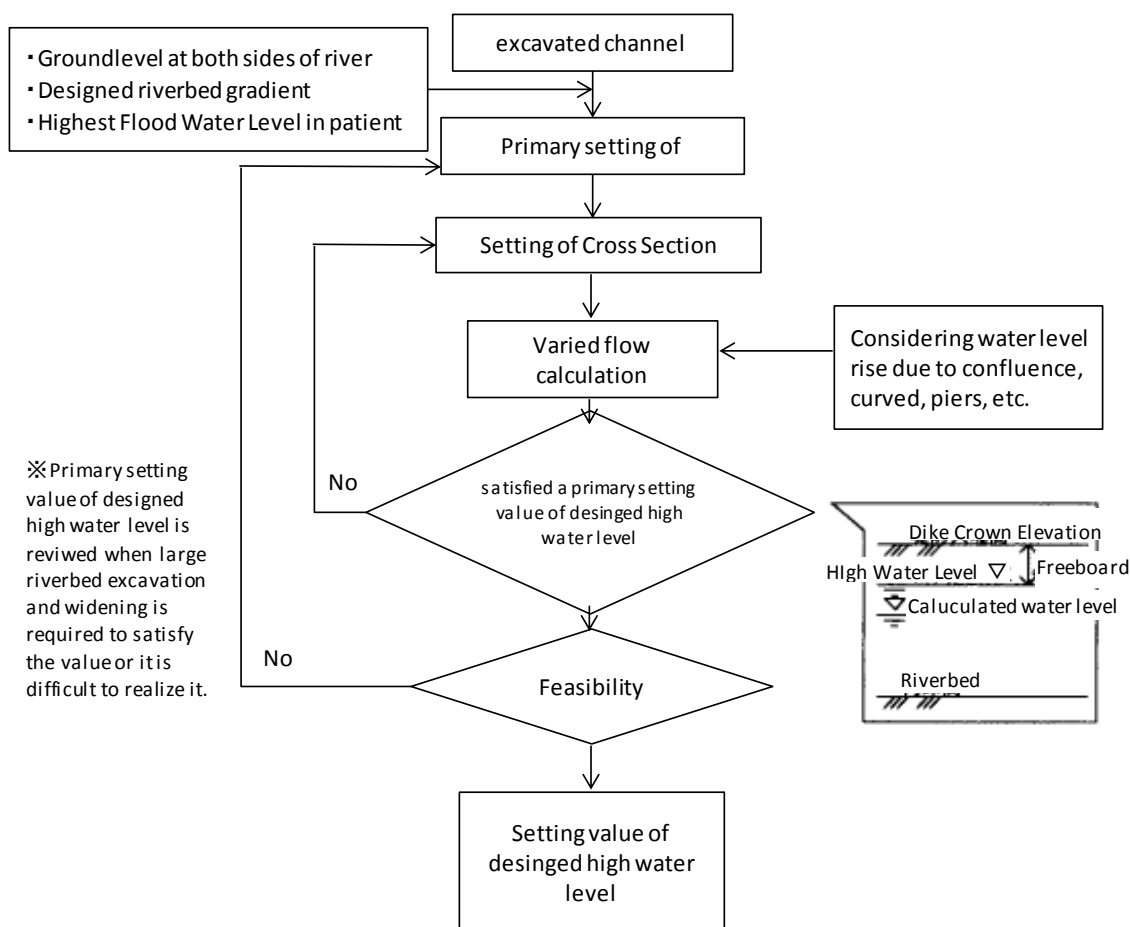 excavated channel
・Groundlevel at both sides of river
・Designed riverbed gradient
・Highest Flood Water Level in patient
Primary setting of
Setting of Cross Section
Varied flow
calculation
Considering water level
rise due to confluence,
curved, piers, etc.
No
satisfied a primary setting
value of desinged high
water level
※Primary setting
value of designed
high water level is
reviwed when large
riverbed excavation
and widening is
required to satisfy
the value or it is
difficult to realize it.
Dike Crown Elevation
HIgh Water Level
Freeboard
Caluculated water level
Riverbed
No
Feasibility
Setting value of
desinged high water
level